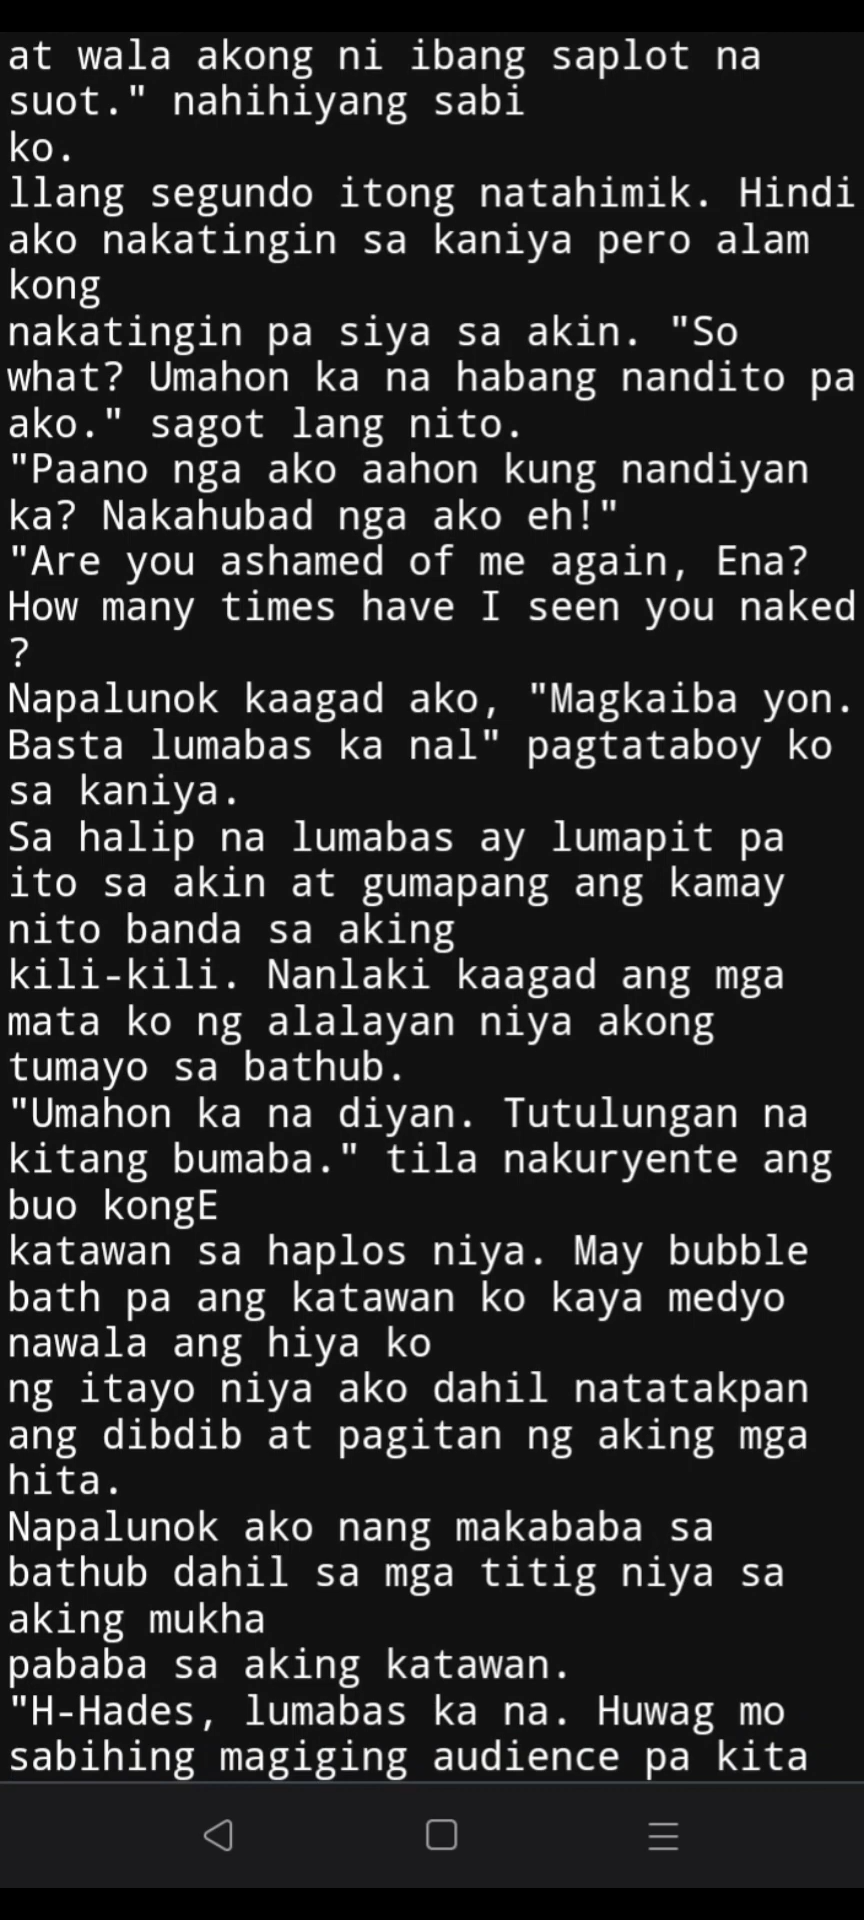 at wala akong ni ibang saplot na
suot." nahihiyang sabi
ko.
llang segundo itong natahimik. Hindi
ako nakatingin sa kaniya pero alam
kong
nakatingin pa siya sa akin. "So
what? Umahon ka na habang nandito pa
ako." sagot lang nito.
"Paano nga ako aahon kung nandiyan
ka? Nakahubad nga ako eh!"
"Are you ashamed of me again, Ena?
How many times have I seen you naked
?
Napalunok kaagad ako, "Magkaiba yon.
Basta lumabas ka nal" pagtataboy ko
sa kaniya.
Sa halip na lumabas ay lumapit pa
ito sa akin at gumapang ang kamay
nito banda sa aking
kili-kili. Nanlaki kaagad ang mga
mata ko ng alalayan niya akong
tumayo sa bathub.
"Umahon ka na diyan. Tutulungan na
kitang bumaba." tila nakuryente ang
buo kongE
katawan sa haplos niya. May bubble
bath pa ang katawan ko kaya medyo
nawala ang hiya ko
ng itayo niya ako dahil natatakpan
ang dibdib at pagitan ng aking mga
hita.
Napalunok ako nang makababa sa
bathub dahil sa mga titig niya sa
aking mukha
pababa sa aking katawan.
"H-Hades, lumabas ka na. Huwag mo
sabihing magiging audience pa kita